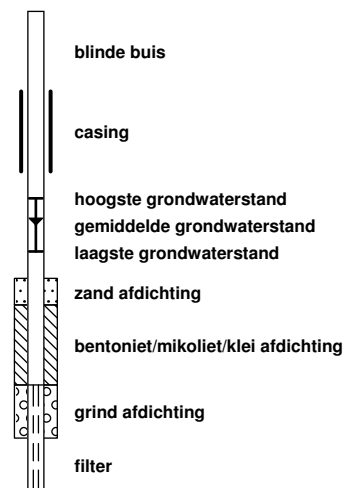 blinde buis
casing
hoogste grondwaterstand
gemiddelde grondwaterstand
laagste grondwaterstand
zand afdichting
bentoniet/mikoliet/klei afdichting
grind afdichting
filter